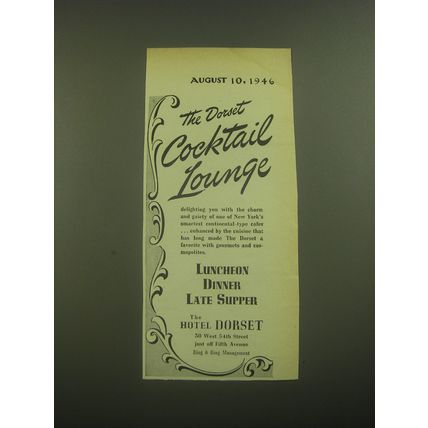 AUGUST 10, 1946
The Dorset
Cocktail
Lounge
delighting you with the charm
and gaiety of one of New York's
smartest continental-type cafes
... enhanced by the cuisine that
has long made The Dorset a
favorite with gourmets and cos-
mopolites.
LUNCHEON
DINNER
LATE SUPPER
The
HOTEL DORSET
30 West 54th Street
just off Fifth Avenue
Bing & Bing Management